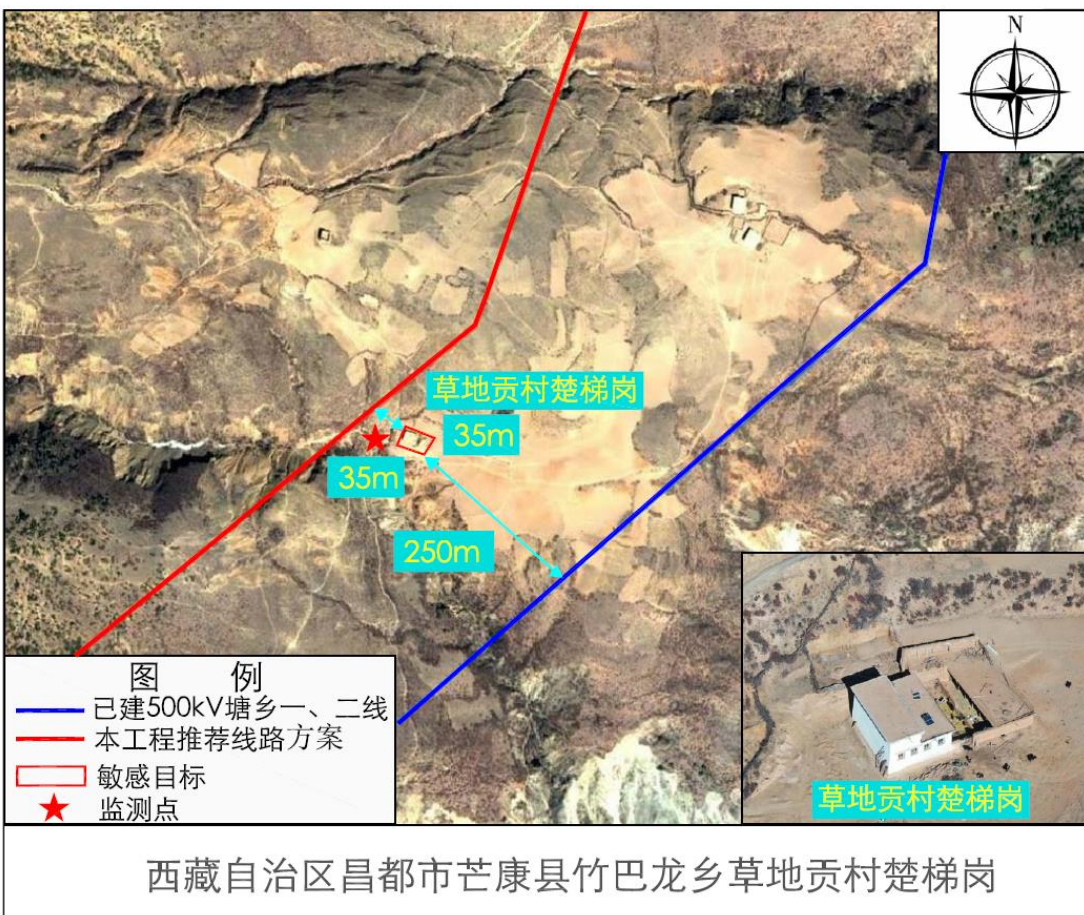 N
草地贡村楚梯岗
35m
35m
250m
图 例
已建500kV塘乡一、二线
本工程推荐线路方案
敏感目标
监测点
草地贡村楚梯岗
西藏自治区昌都市芒康县竹巴龙乡草地贡村楚梯岗